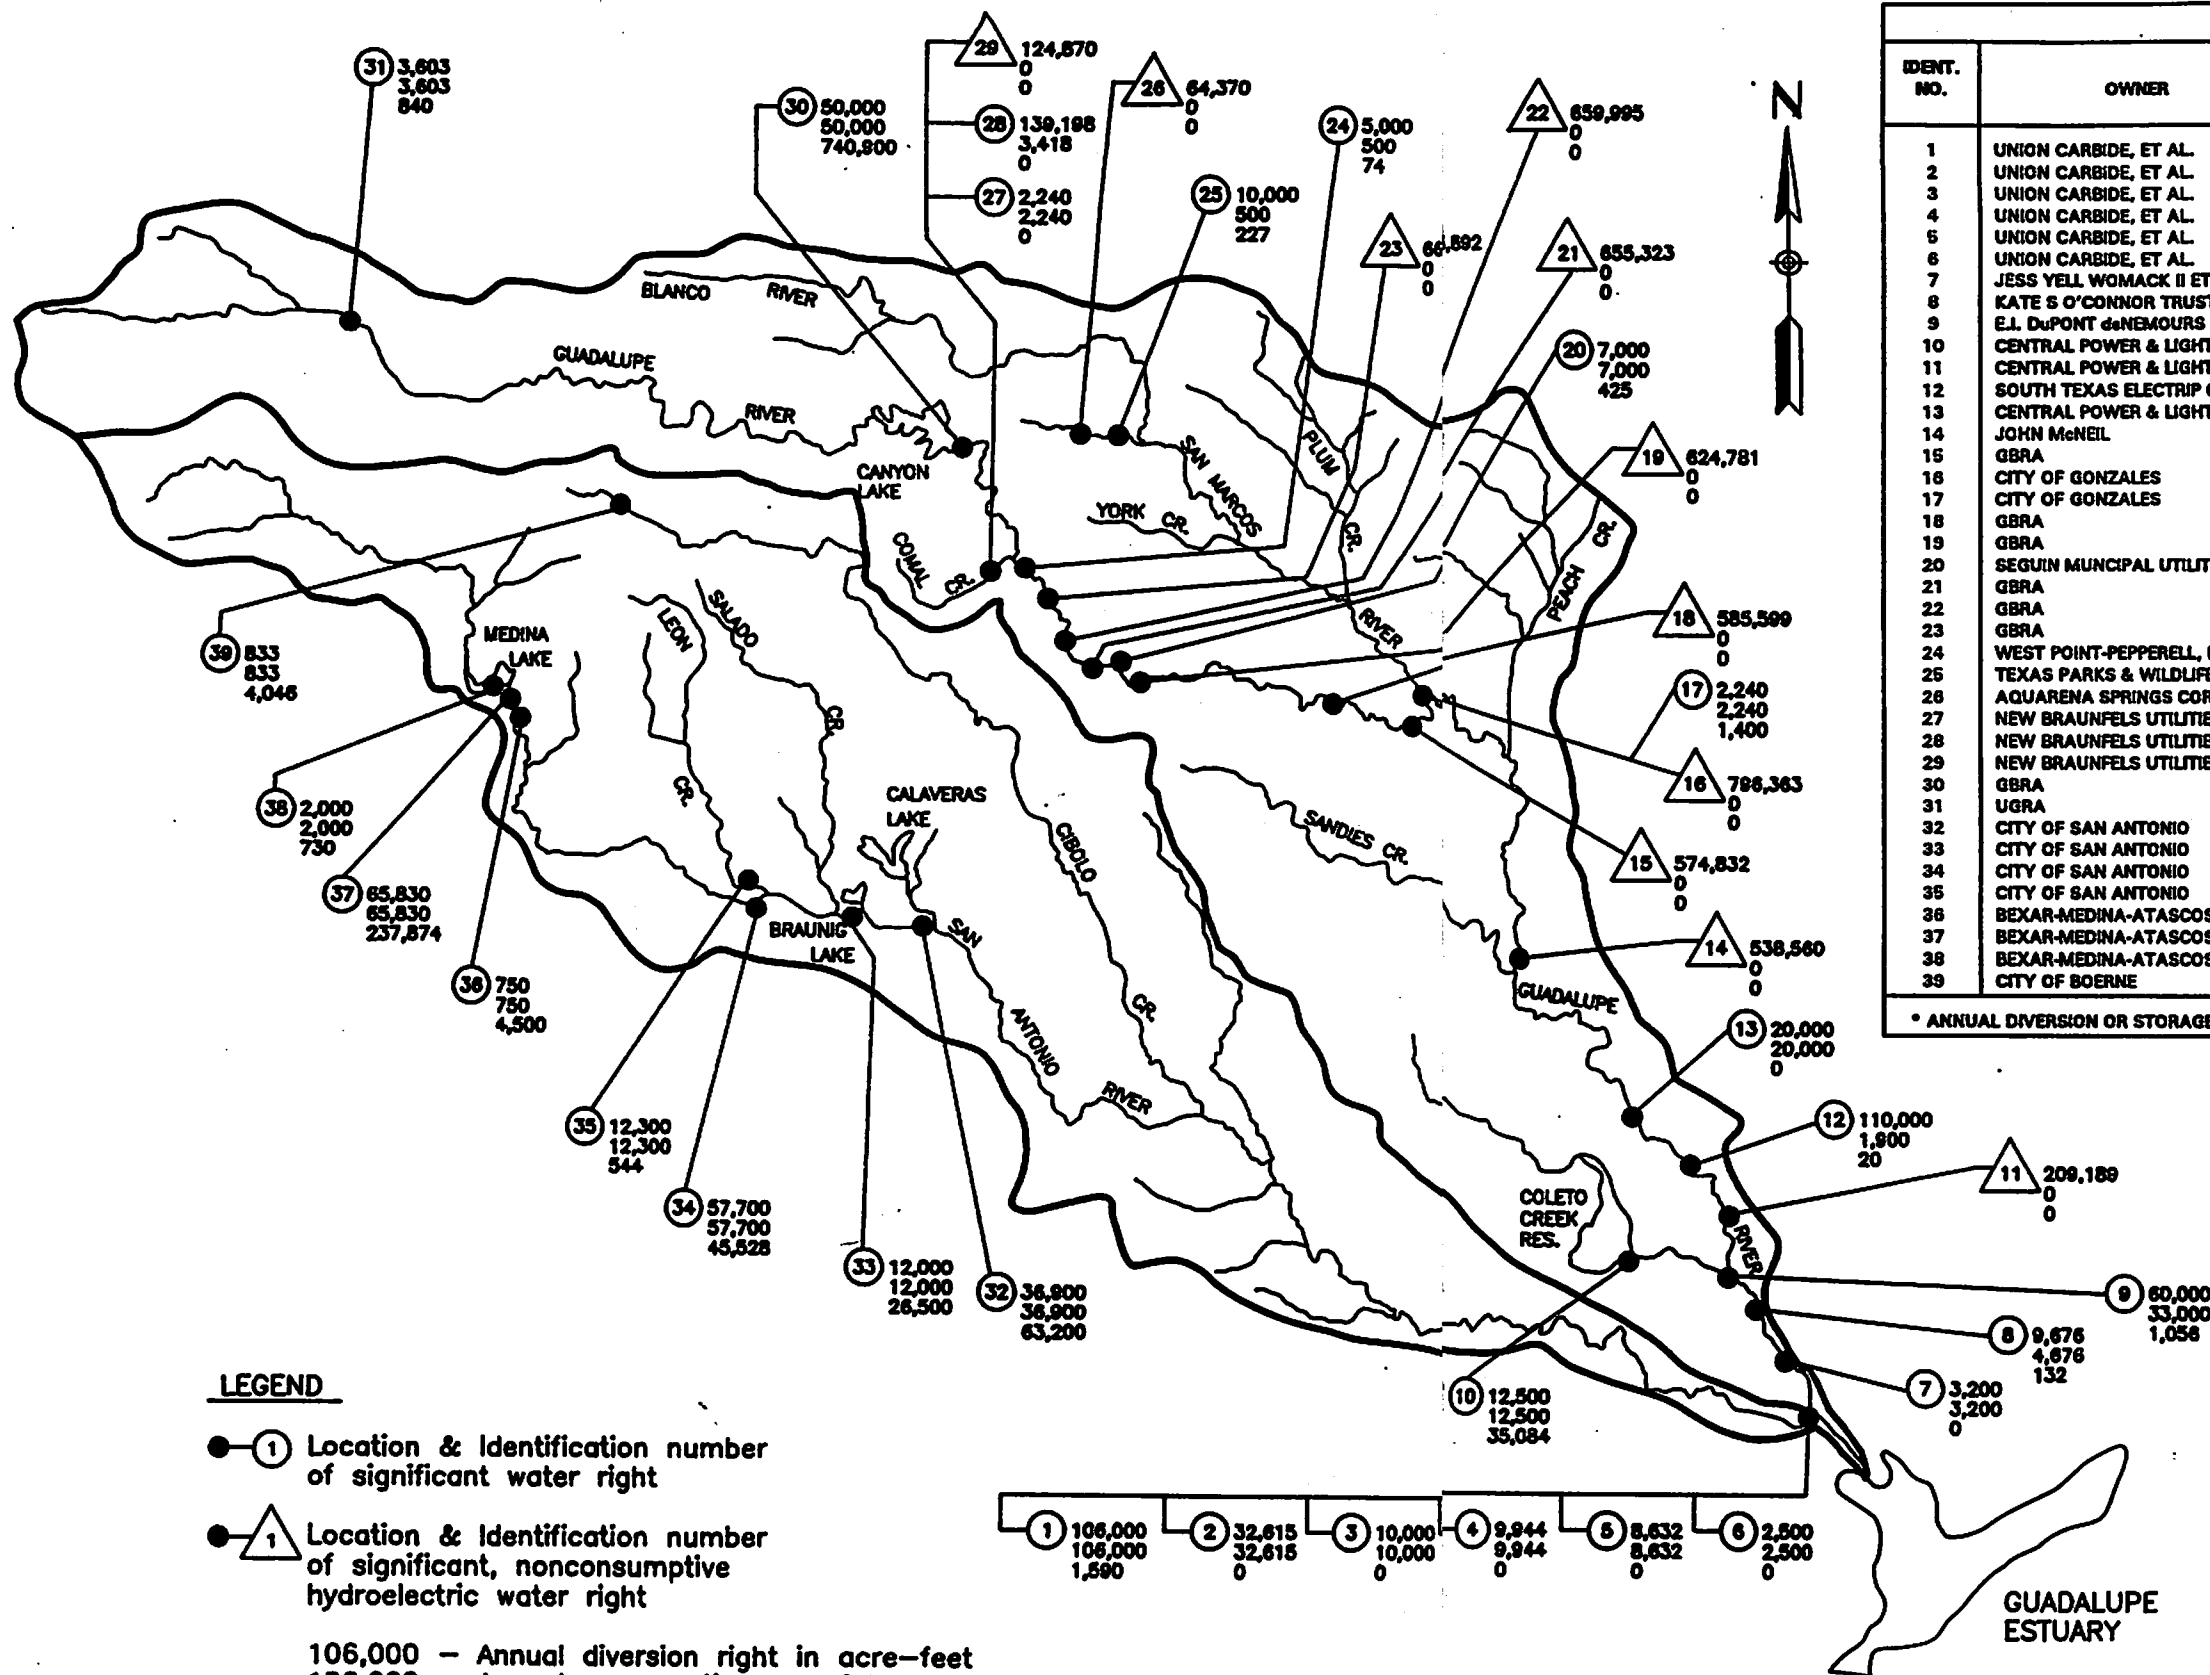 29 124,870
0
0
31 3,603
3,603
840
26 64,370
0
0
30 50,000
50,000
740,900
28 139,198
3,418
0
24 5,000
500
74
22 659,995
0
0
27 2,240
2,240
0
25 10,000
500
227
23
0
0
21 655,323
0
0
20 7,000
7,000
425
19 624,781
0
0
18 585,599
0
0
17 2,240
2,240
1,400
16 796,363
0
0
15 574,832
0
0
14 538,560
0
0
13 20,000
20,000
0
12 110,000
1,900
20
11 209,189
0
0
9 60,000
33,000
1,056
8 9,676
4,676
132
7 3,200
3,200
0
10 12,500
12,500
35,084
39 833
833
4,046
38 2,000
2,000
730
37 65,830
65,830
237,874
36 750
750
4,500
35 12,300
12,300
544
34 57,700
57,700
45,528
33 12,000
12,000
26,500
32 36,900
36,900
63,200
1 106,000
106,000
1,590
2 32,615
32,615
0
3 10,000
10,000
0
4 9,944
9,944
0
5 8,632
8,632
0
6 2,500
2,500
0
BLANCO RIVER
GUADALUPE RIVER
CANYON
LAKE
COMAL CR.
YORK CR.
SAN MARCOS RIVER
PLUM CR.
PEACH CR.
MEDINA
LAKE
LEON CR.
SALADO CR.
CALAVERAS
LAKE
BRAUNIG
LAKE
CIBOLO CR.
SAN ANTONIO RIVER
SANDIES CR.
GUADALUPE RIVER
COLETO
CREEK
RES.
GUADALUPE
ESTUARY
N
IDENT.
NO.
OWNER
1 UNION CARBIDE, ET AL.
2 UNION CARBIDE, ET AL.
3 UNION CARBIDE, ET AL.
4 UNION CARBIDE, ET AL.
5 UNION CARBIDE, ET AL.
6 UNION CARBIDE, ET AL.
7 JESS YELL WOMACK II ET
8 KATE S O'CONNOR TRUST
9 E.I. DuPONT deNEMOURS
10 CENTRAL POWER & LIGHT
11 CENTRAL POWER & LIGHT
12 SOUTH TEXAS ELECTRIP
13 CENTRAL POWER & LIGHT
14 JOHN McNEIL
15 GBRA
16 CITY OF GONZALES
17 CITY OF GONZALES
18 GBRA
19 GBRA
20 SEGUIN MUNCIPAL UTILIT
21 GBRA
22 GBRA
23 GBRA
24 WEST POINT-PEPPERELL,
25 TEXAS PARKS & WILDLIFE
26 AQUARENA SPRINGS COR
27 NEW BRAUNFELS UTILITIE
28 NEW BRAUNFELS UTILITIE
29 NEW BRAUNFELS UTILITIE
30 GBRA
31 UGRA
32 CITY OF SAN ANTONIO
33 CITY OF SAN ANTONIO
34 CITY OF SAN ANTONIO
35 CITY OF SAN ANTONIO
36 BEXAR-MEDINA-ATASCOS
37 BEXAR-MEDINA-ATASCOS
38 BEXAR-MEDINA-ATASCOS
39 CITY OF BOERNE
* ANNUAL DIVERSION OR STORAGE
LEGEND
1 Location & Identification number
of significant water right
1 Location & Identification number
of significant, nonconsumptive
hydroelectric water right
106,000 – Annual diversion right in acre-feet